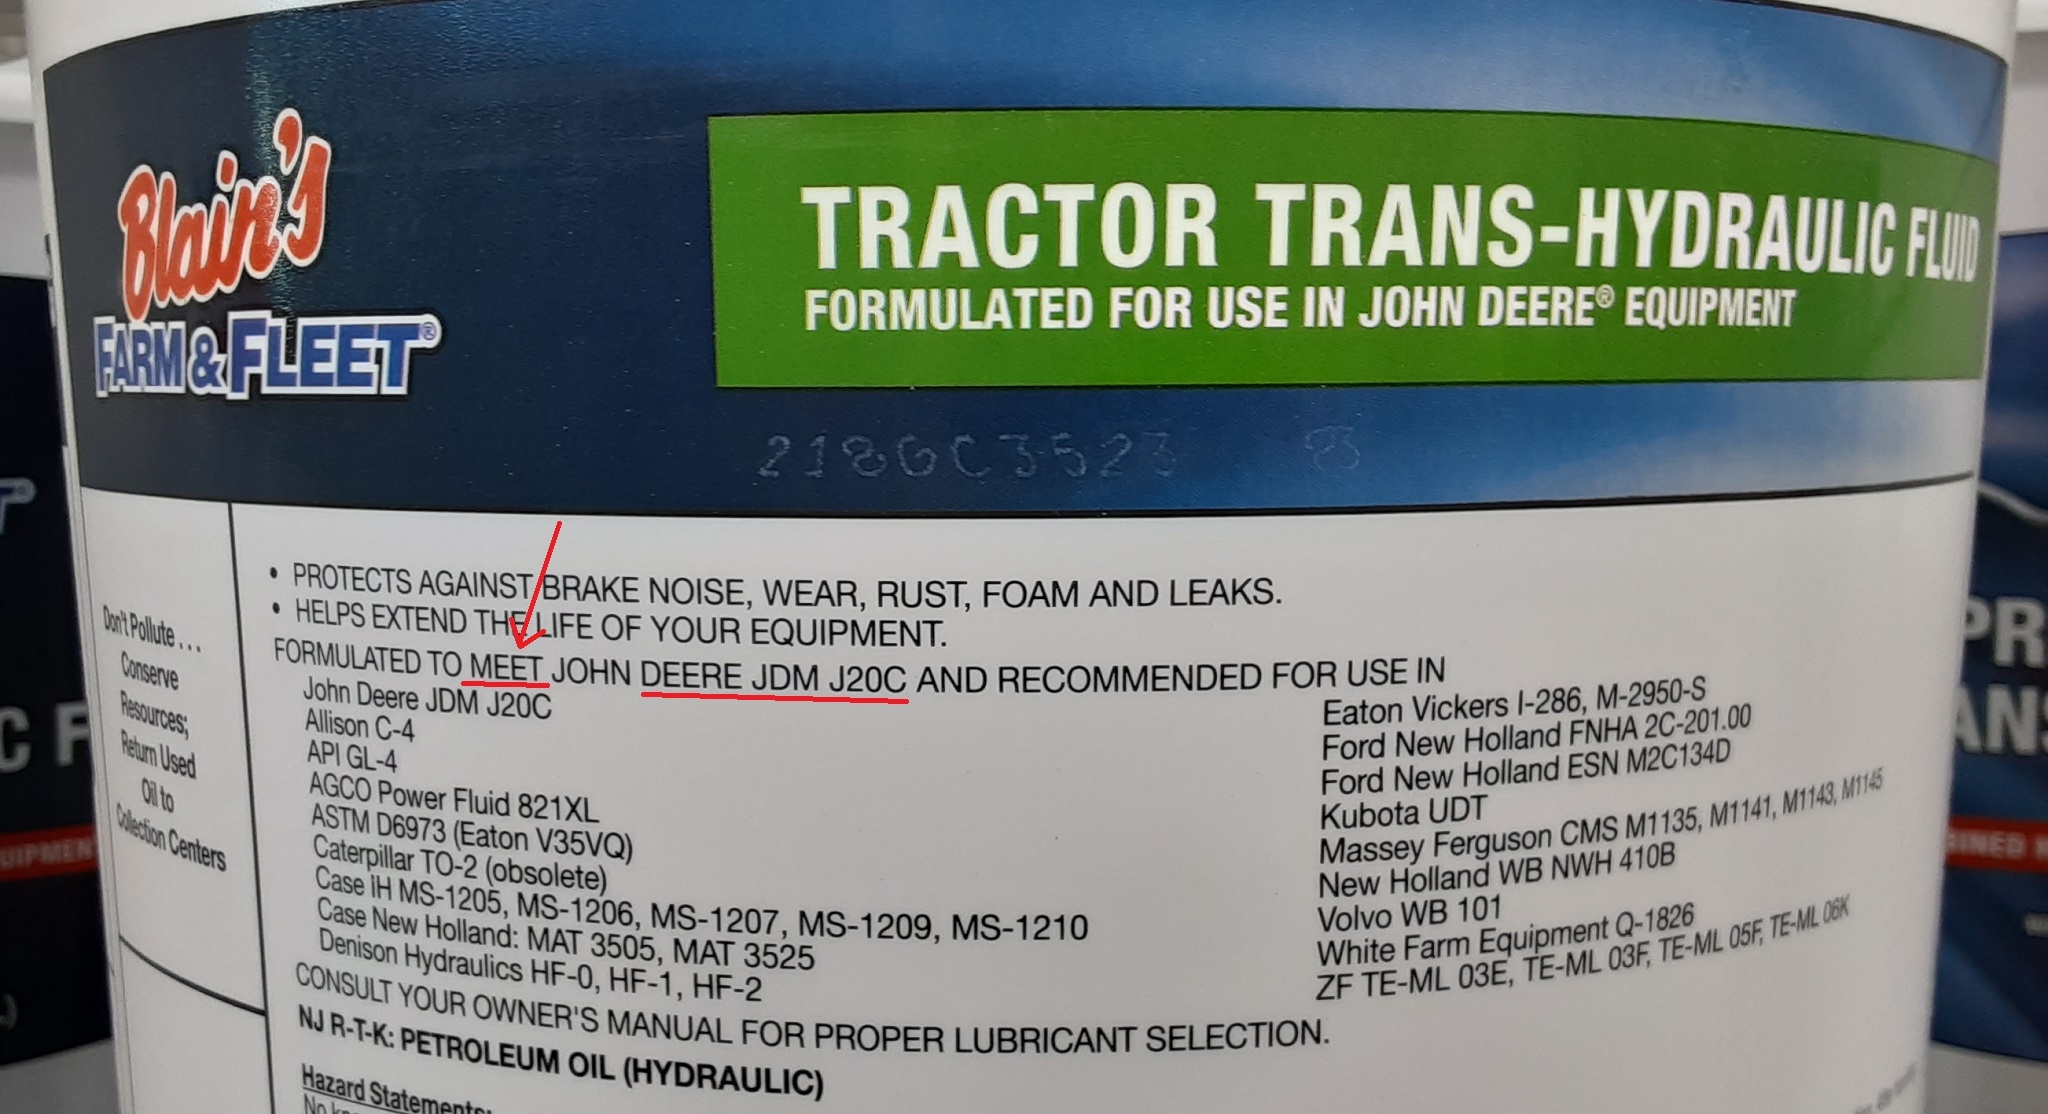 Blain's
FARM & FLEET®
TRACTOR TRANS-HYDRAULIC FLUID
FORMULATED FOR USE IN JOHN DEERE® EQUIPMENT
218GC3523 83
Don't Pollute . . .
Conserve
Resources;
Return Used
Oil to
Collection Centers
• PROTECTS AGAINST BRAKE NOISE, WEAR, RUST, FOAM AND LEAKS.
• HELPS EXTEND THE LIFE OF YOUR EQUIPMENT.
FORMULATED TO MEET JOHN DEERE JDM J20C AND RECOMMENDED FOR USE IN
John Deere JDM J20C
Allison C-4
API GL-4
AGCO Power Fluid 821XL
ASTM D6973 (Eaton V35VQ)
Caterpillar TO-2 (obsolete)
Case iH MS-1205, MS-1206, MS-1207, MS-1209, MS-1210
Case New Holland: MAT 3505, MAT 3525
Denison Hydraulics HF-0, HF-1, HF-2
Eaton Vickers I-286, M-2950-S
Ford New Holland FNHA 2C-201.00
Ford New Holland ESN M2C134D
Kubota UDT
Massey Ferguson CMS M1135, M1141, M1143, M1145
New Holland WB NWH 410B
Volvo WB 101
White Farm Equipment Q-1826
ZF TE-ML 03E, TE-ML 03F, TE-ML 05F, TE-ML 06K
CONSULT YOUR OWNER'S MANUAL FOR PROPER LUBRICANT SELECTION.
NJ R-T-K: PETROLEUM OIL (HYDRAULIC)
Hazard Statements: